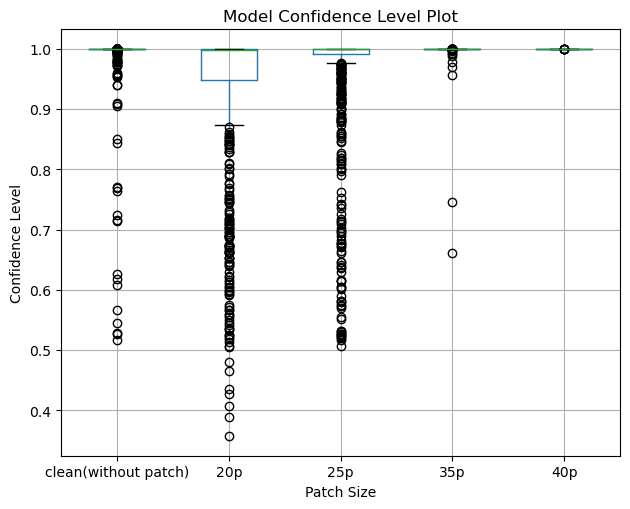 Model Confidence Level Plot
1.0
0.9
0.8
0.7
0.6
0.5
0.4
Confidence Level
clean(without patch) 20p 25p 35p 40p
Patch Size